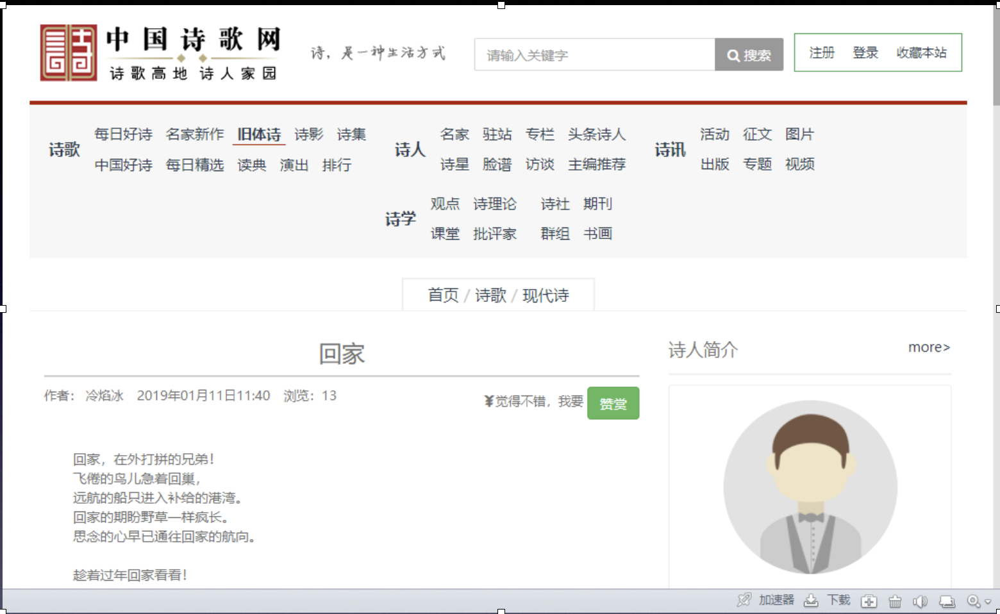 中国诗歌网
诗歌高地 诗人家园
诗，是一种生活方式
请输入关键字
搜索
注册 登录 收藏本站
诗歌
每日好诗 名家新作 旧体诗 诗影 诗集
中国好诗 每日精选 读典 演出 排行
诗人
名家 驻站 专栏 头条诗人
诗星 脸谱 访谈 主编推荐
诗讯
活动 征文 图片
出版 专题 视频
诗学
观点 诗理论 诗社 期刊
课堂 批评家 群组 书画
首页 / 诗歌 / 现代诗
回家
作者： 冷焰冰 2019年01月11日11:40 浏览：13
¥觉得不错，我要 赞赏
回家，在外打拼的兄弟！
飞倦的鸟儿急着回巢，
远航的船只进入补给的港湾。
回家的期盼野草一样疯长。
思念的心早已通往回家的航向。
趁着过年回家看看！
诗人简介 more>
加速器 下载